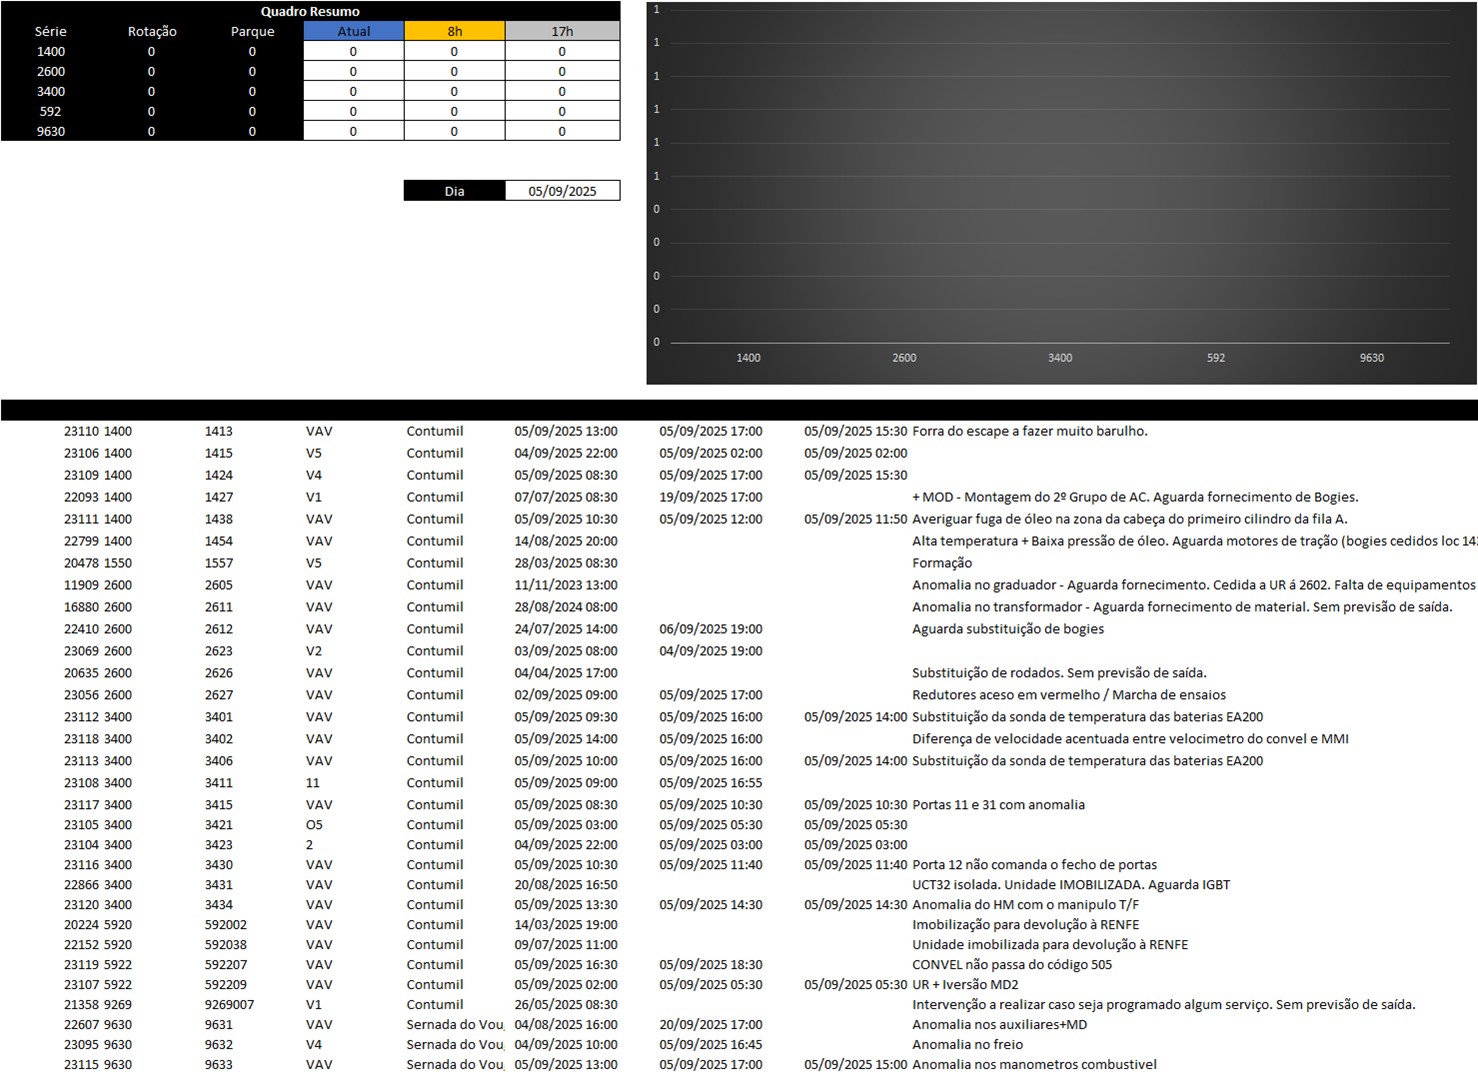 Quadro Resumo
Série Rotação Parque Atual 8h 17h
1400 0 0 0 0 0
2600 0 0 0 0 0
3400 0 0 0 0 0
592 0 0 0 0 0
9630 0 0 0 0 0
Dia 05/09/2025
1
1
1
1
1
1
0
0
0
0
0
1400 2600 3400 592 9630
23110 1400 1413 VAV Contumil 05/09/2025 13:00 05/09/2025 17:00 05/09/2025 15:30 Forra do escape a fazer muito barulho.
23106 1400 1415 V5 Contumil 04/09/2025 22:00 05/09/2025 02:00 05/09/2025 02:00
23109 1400 1424 V4 Contumil 05/09/2025 08:30 05/09/2025 17:00 05/09/2025 15:30
22093 1400 1427 V1 Contumil 07/07/2025 08:30 19/09/2025 17:00 + MOD - Montagem do 2º Grupo de AC. Aguarda fornecimento de Bogies.
23111 1400 1438 VAV Contumil 05/09/2025 10:30 05/09/2025 12:00 05/09/2025 11:50 Averiguar fuga de óleo na zona da cabeça do primeiro cilindro da fila A.
22799 1400 1454 VAV Contumil 14/08/2025 20:00 Alta temperatura + Baixa pressão de óleo. Aguarda motores de tração (bogies cedidos loc
20478 1550 1557 V5 Contumil 28/03/2025 08:30 Formação
11909 2600 2605 VAV Contumil 11/11/2023 13:00 Anomalia no graduador - Aguarda fornecimento. Cedida a UR á 2602. Falta de equipamentos
16880 2600 2611 VAV Contumil 28/08/2024 08:00 Anomalia no transformador - Aguarda fornecimento de material. Sem previsão de saída.
22410 2600 2612 VAV Contumil 24/07/2025 14:00 06/09/2025 19:00 Aguarda substituição de bogies
23069 2600 2623 V2 Contumil 03/09/2025 08:00 04/09/2025 19:00
20635 2600 2626 VAV Contumil 04/04/2025 17:00 Substituição de rodados. Sem previsão de saída.
23056 2600 2627 VAV Contumil 02/09/2025 09:00 05/09/2025 17:00 Redutores aceso em vermelho / Marcha de ensaios
23112 3400 3401 VAV Contumil 05/09/2025 09:30 05/09/2025 16:00 05/09/2025 14:00 Substituição da sonda de temperatura das baterias EA200
23118 3400 3402 VAV Contumil 05/09/2025 14:00 05/09/2025 16:00 Diferença de velocidade acentuada entre velocimetro do convel e MMI
23113 3400 3406 VAV Contumil 05/09/2025 10:00 05/09/2025 16:00 05/09/2025 14:00 Substituição da sonda de temperatura das baterias EA200
23108 3400 3411 11 Contumil 05/09/2025 09:00 05/09/2025 16:55
23117 3400 3415 VAV Contumil 05/09/2025 08:30 05/09/2025 10:30 05/09/2025 10:30 Portas 11 e 31 com anomalia
23105 3400 3421 O5 Contumil 05/09/2025 03:00 05/09/2025 05:30 05/09/2025 05:30
23104 3400 3423 2 Contumil 04/09/2025 22:00 05/09/2025 03:00 05/09/2025 03:00
23116 3400 3430 VAV Contumil 05/09/2025 10:30 05/09/2025 11:40 05/09/2025 11:40 Porta 12 não comanda o fecho de portas
22866 3400 3431 VAV Contumil 20/08/2025 16:50 UCT32 isolada. Unidade IMOBILIZADA. Aguarda IGBT
23120 3400 3434 VAV Contumil 05/09/2025 13:30 05/09/2025 14:30 05/09/2025 14:30 Anomalia do HM com o manipulo T/F
20224 5920 592002 VAV Contumil 14/03/2025 19:00 Imobilização para devolução à RENFE
22152 5920 592038 VAV Contumil 09/07/2025 11:00 Unidade imobilizada para devolução à RENFE
23119 5922 592207 VAV Contumil 05/09/2025 16:30 05/09/2025 18:30 CONVEL não passa do código 505
23107 5922 592209 VAV Contumil 05/09/2025 02:00 05/09/2025 05:30 05/09/2025 05:30 UR + Iversão MD2
21358 9269 9269007 V1 Contumil 26/05/2025 08:30 Intervenção a realizar caso seja programado algum serviço. Sem previsão de saída.
22607 9630 9631 VAV Sernada do Vou 04/08/2025 16:00 20/09/2025 17:00 Anomalia nos auxiliares+MD
23095 9630 9632 V4 Sernada do Vou 04/09/2025 10:00 05/09/2025 16:45 Anomalia no freio
23115 9630 9633 VAV Sernada do Vou 05/09/2025 13:00 05/09/2025 17:00 05/09/2025 15:00 Anomalia nos manometros combustivel